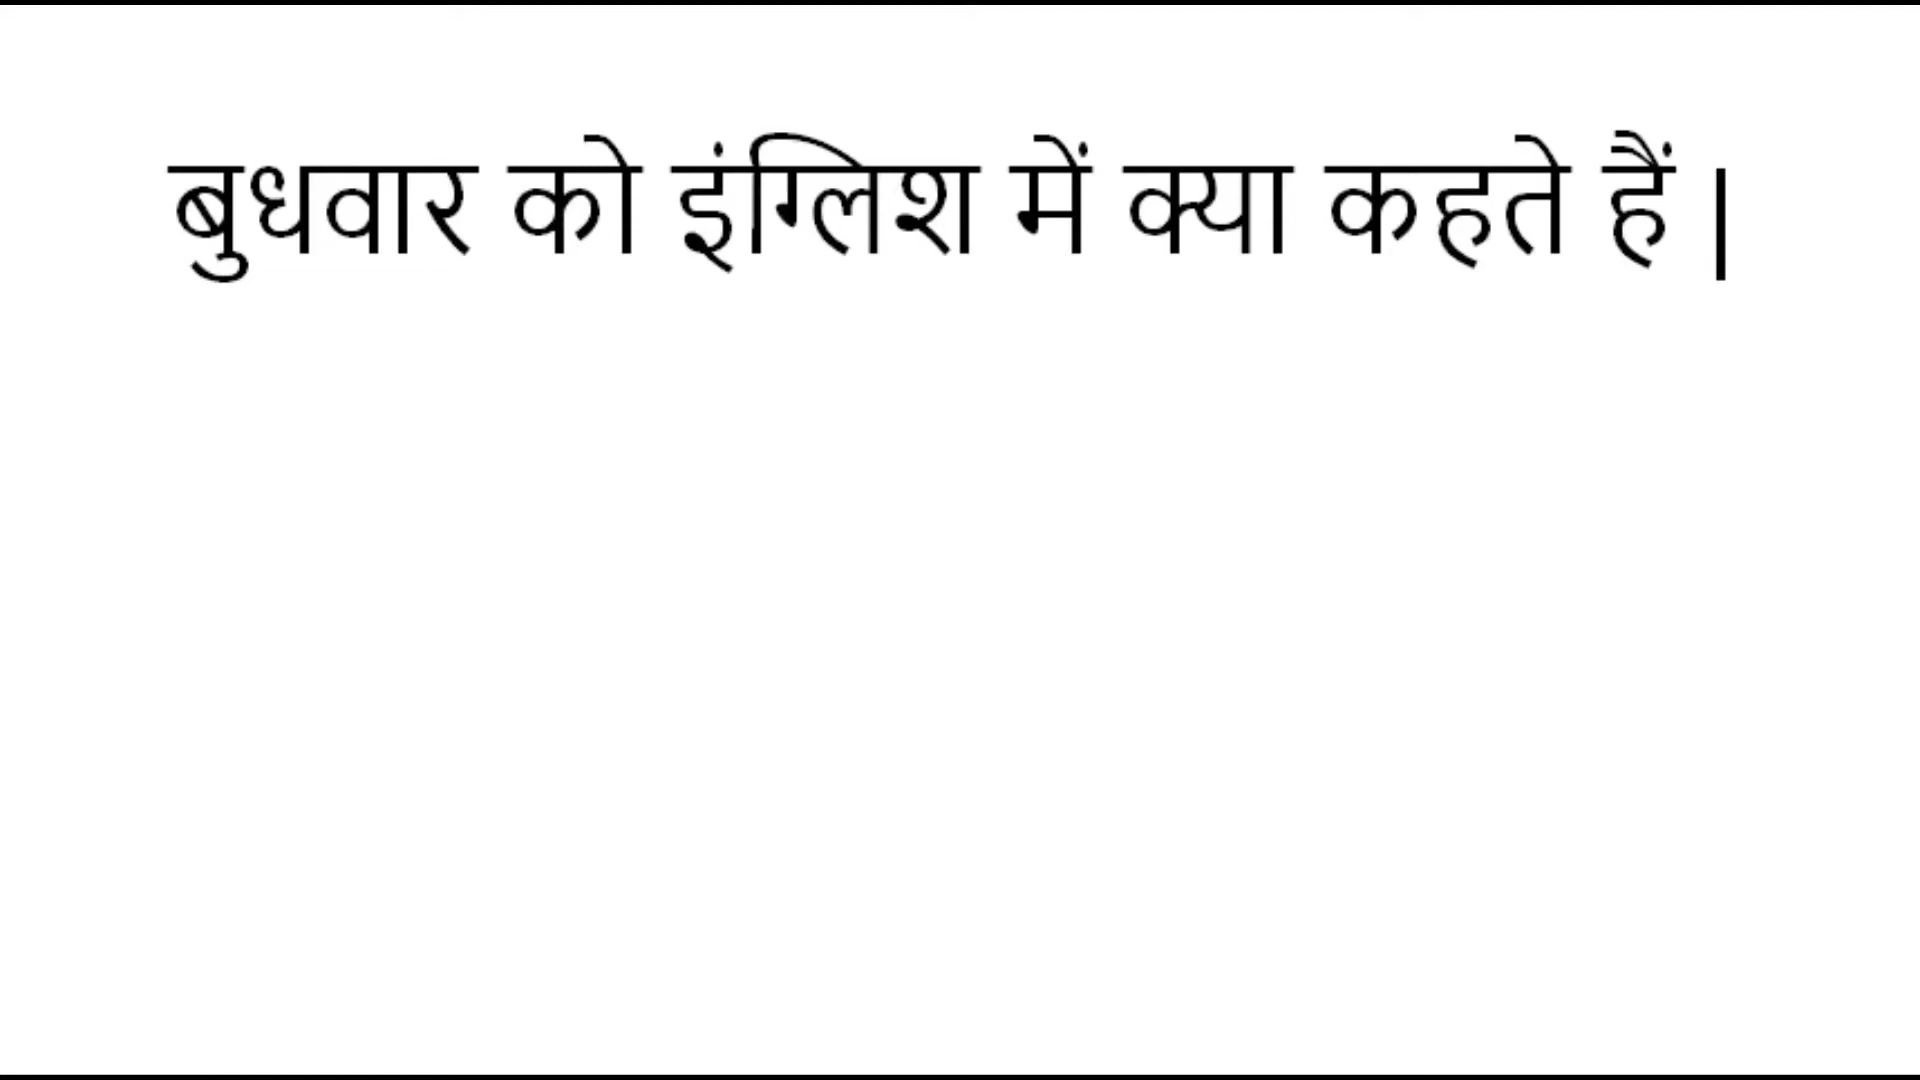 बुधवार को इंग्लिश में क्या कहते हैं |